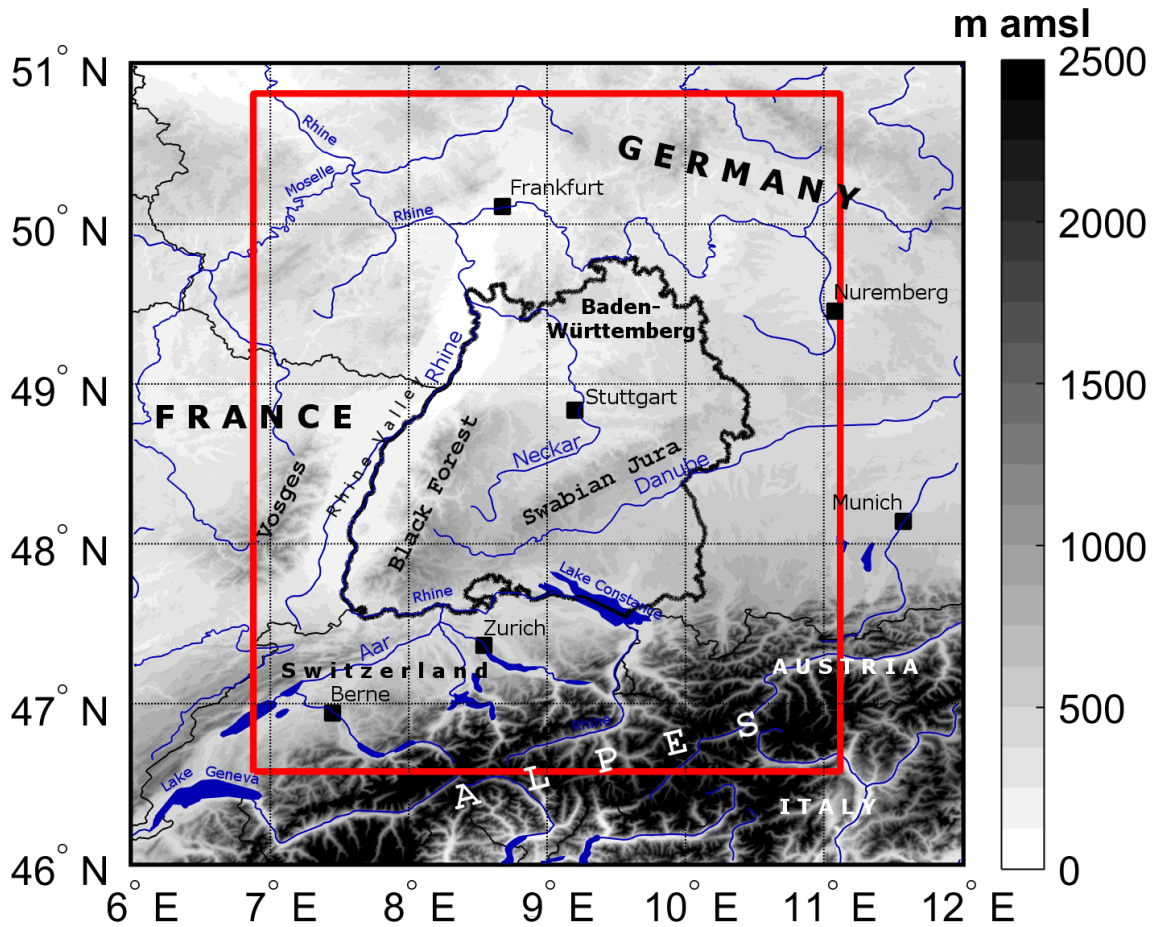 m amsl
51° N
50° N
49° N
48° N
47° N
46° N
6° E
7° E
8° E
9° E
10° E
11° E
12° E
2500
2000
1500
1000
500
0
Rhine
Moselle
Rhine
Frankfurt
GERMANY
Nuremberg
Baden-
Württemberg
Rhine
FRANCE
Rhine Valley
Stuttgart
Neckar
Black Forest
Swabian Jura
Danube
Vosges
Munich
Lake Constance
Rhine
Aar
Zurich
Switzerland
Berne
AUSTRIA
Rhine
ALPES
Lake Geneva
ITALY